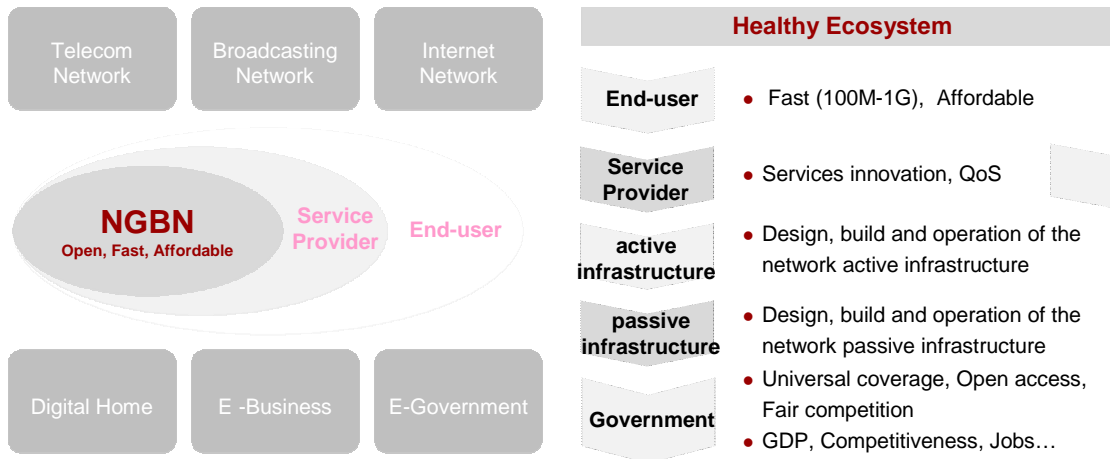 Telecom
Network
Broadcasting
Network
Internet
Network
NGBN
Open, Fast, Affordable
Service
Provider
End-user
Digital Home
E -Business
E-Government
Healthy Ecosystem
End-user
● Fast (100M-1G), Affordable
Service
Provider
● Services innovation, QoS
active
infrastructure
● Design, build and operation of the
network active infrastructure
passive
infrastructure
● Design, build and operation of the
network passive infrastructure
Government
● Universal coverage, Open access,
Fair competition
● GDP, Competitiveness, Jobs…